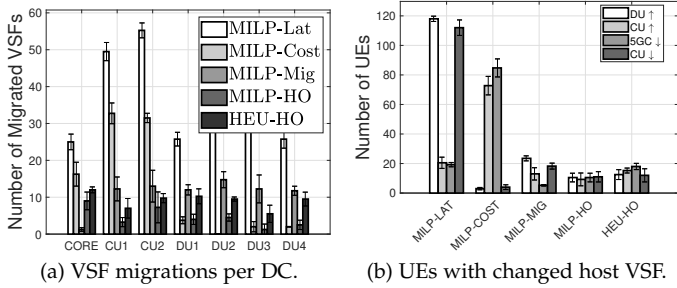 Number of Migrated VSFs
60
50
40
30
20
10
0
MILP-Lat
MILP-Cost
MILP-Mig
MILP-HO
HEU-HO
CORE CU1 CU2 DU1 DU2 DU3 DU4
(a) VSF migrations per DC.
Number of UEs
120
100
80
60
40
20
0
DU ↑
CU ↑
5GC ↓
CU ↓
MILP-LAT MILP-COST MILP-MIG MILP-HO HEU-HO
(b) UEs with changed host VSF.